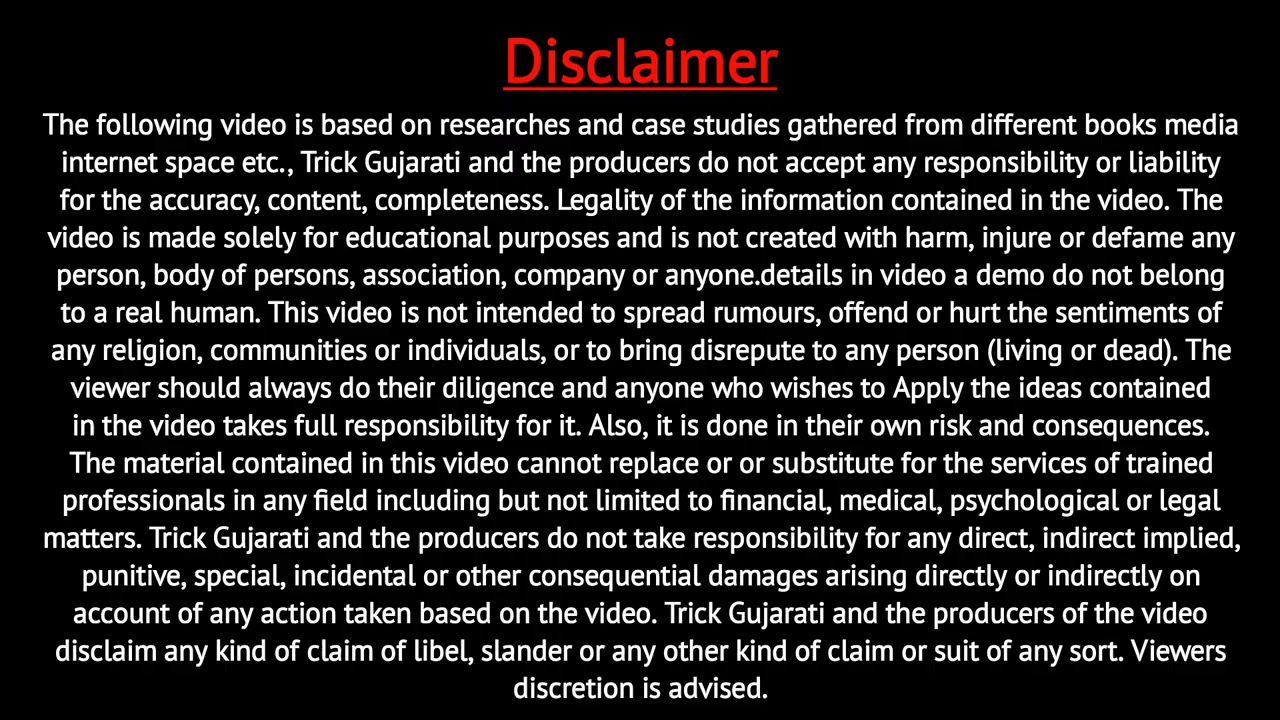 Disclaimer
The following video is based on researches and case studies gathered from different books media
internet space etc., Trick Gujarati and the producers do not accept any responsibility or liability
for the accuracy, content, completeness. Legality of the information contained in the video. The
video is made solely for educational purposes and is not created with harm, injure or defame any
person, body of persons, association, company or anyone.details in video a demo do not belong
to a real human. This video is not intended to spread rumours, offend or hurt the sentiments of
any religion, communities or individuals, or to bring disrepute to any person (living or dead). The
viewer should always do their diligence and anyone who wishes to Apply the ideas contained
in the video takes full responsibility for it. Also, it is done in their own risk and consequences.
The material contained in this video cannot replace or or substitute for the services of trained
professionals in any field including but not limited to financial, medical, psychological or legal
matters. Trick Gujarati and the producers do not take responsibility for any direct, indirect implied,
punitive, special, incidental or other consequential damages arising directly or indirectly on
account of any action taken based on the video. Trick Gujarati and the producers of the video
disclaim any kind of claim of libel, slander or any other kind of claim or suit of any sort. Viewers
discretion is advised.